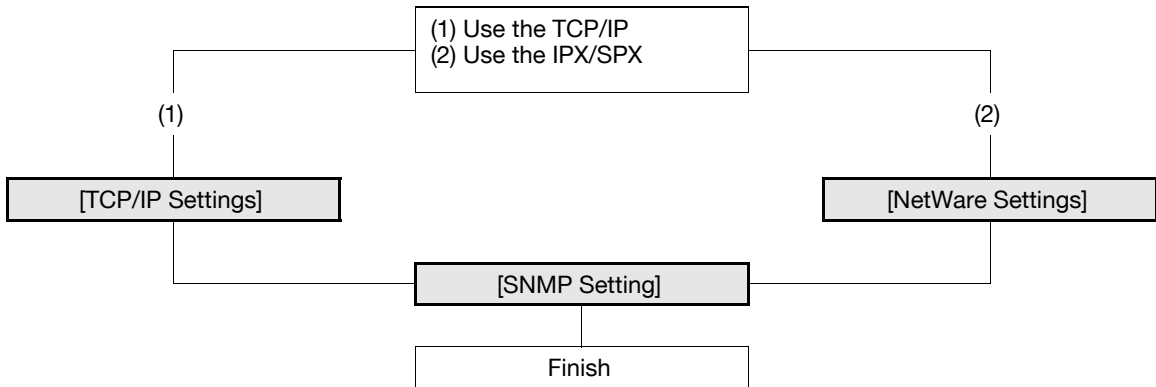 (1) Use the TCP/IP
(2) Use the IPX/SPX
(1)
(2)
[TCP/IP Settings]
[NetWare Settings]
[SNMP Setting]
Finish